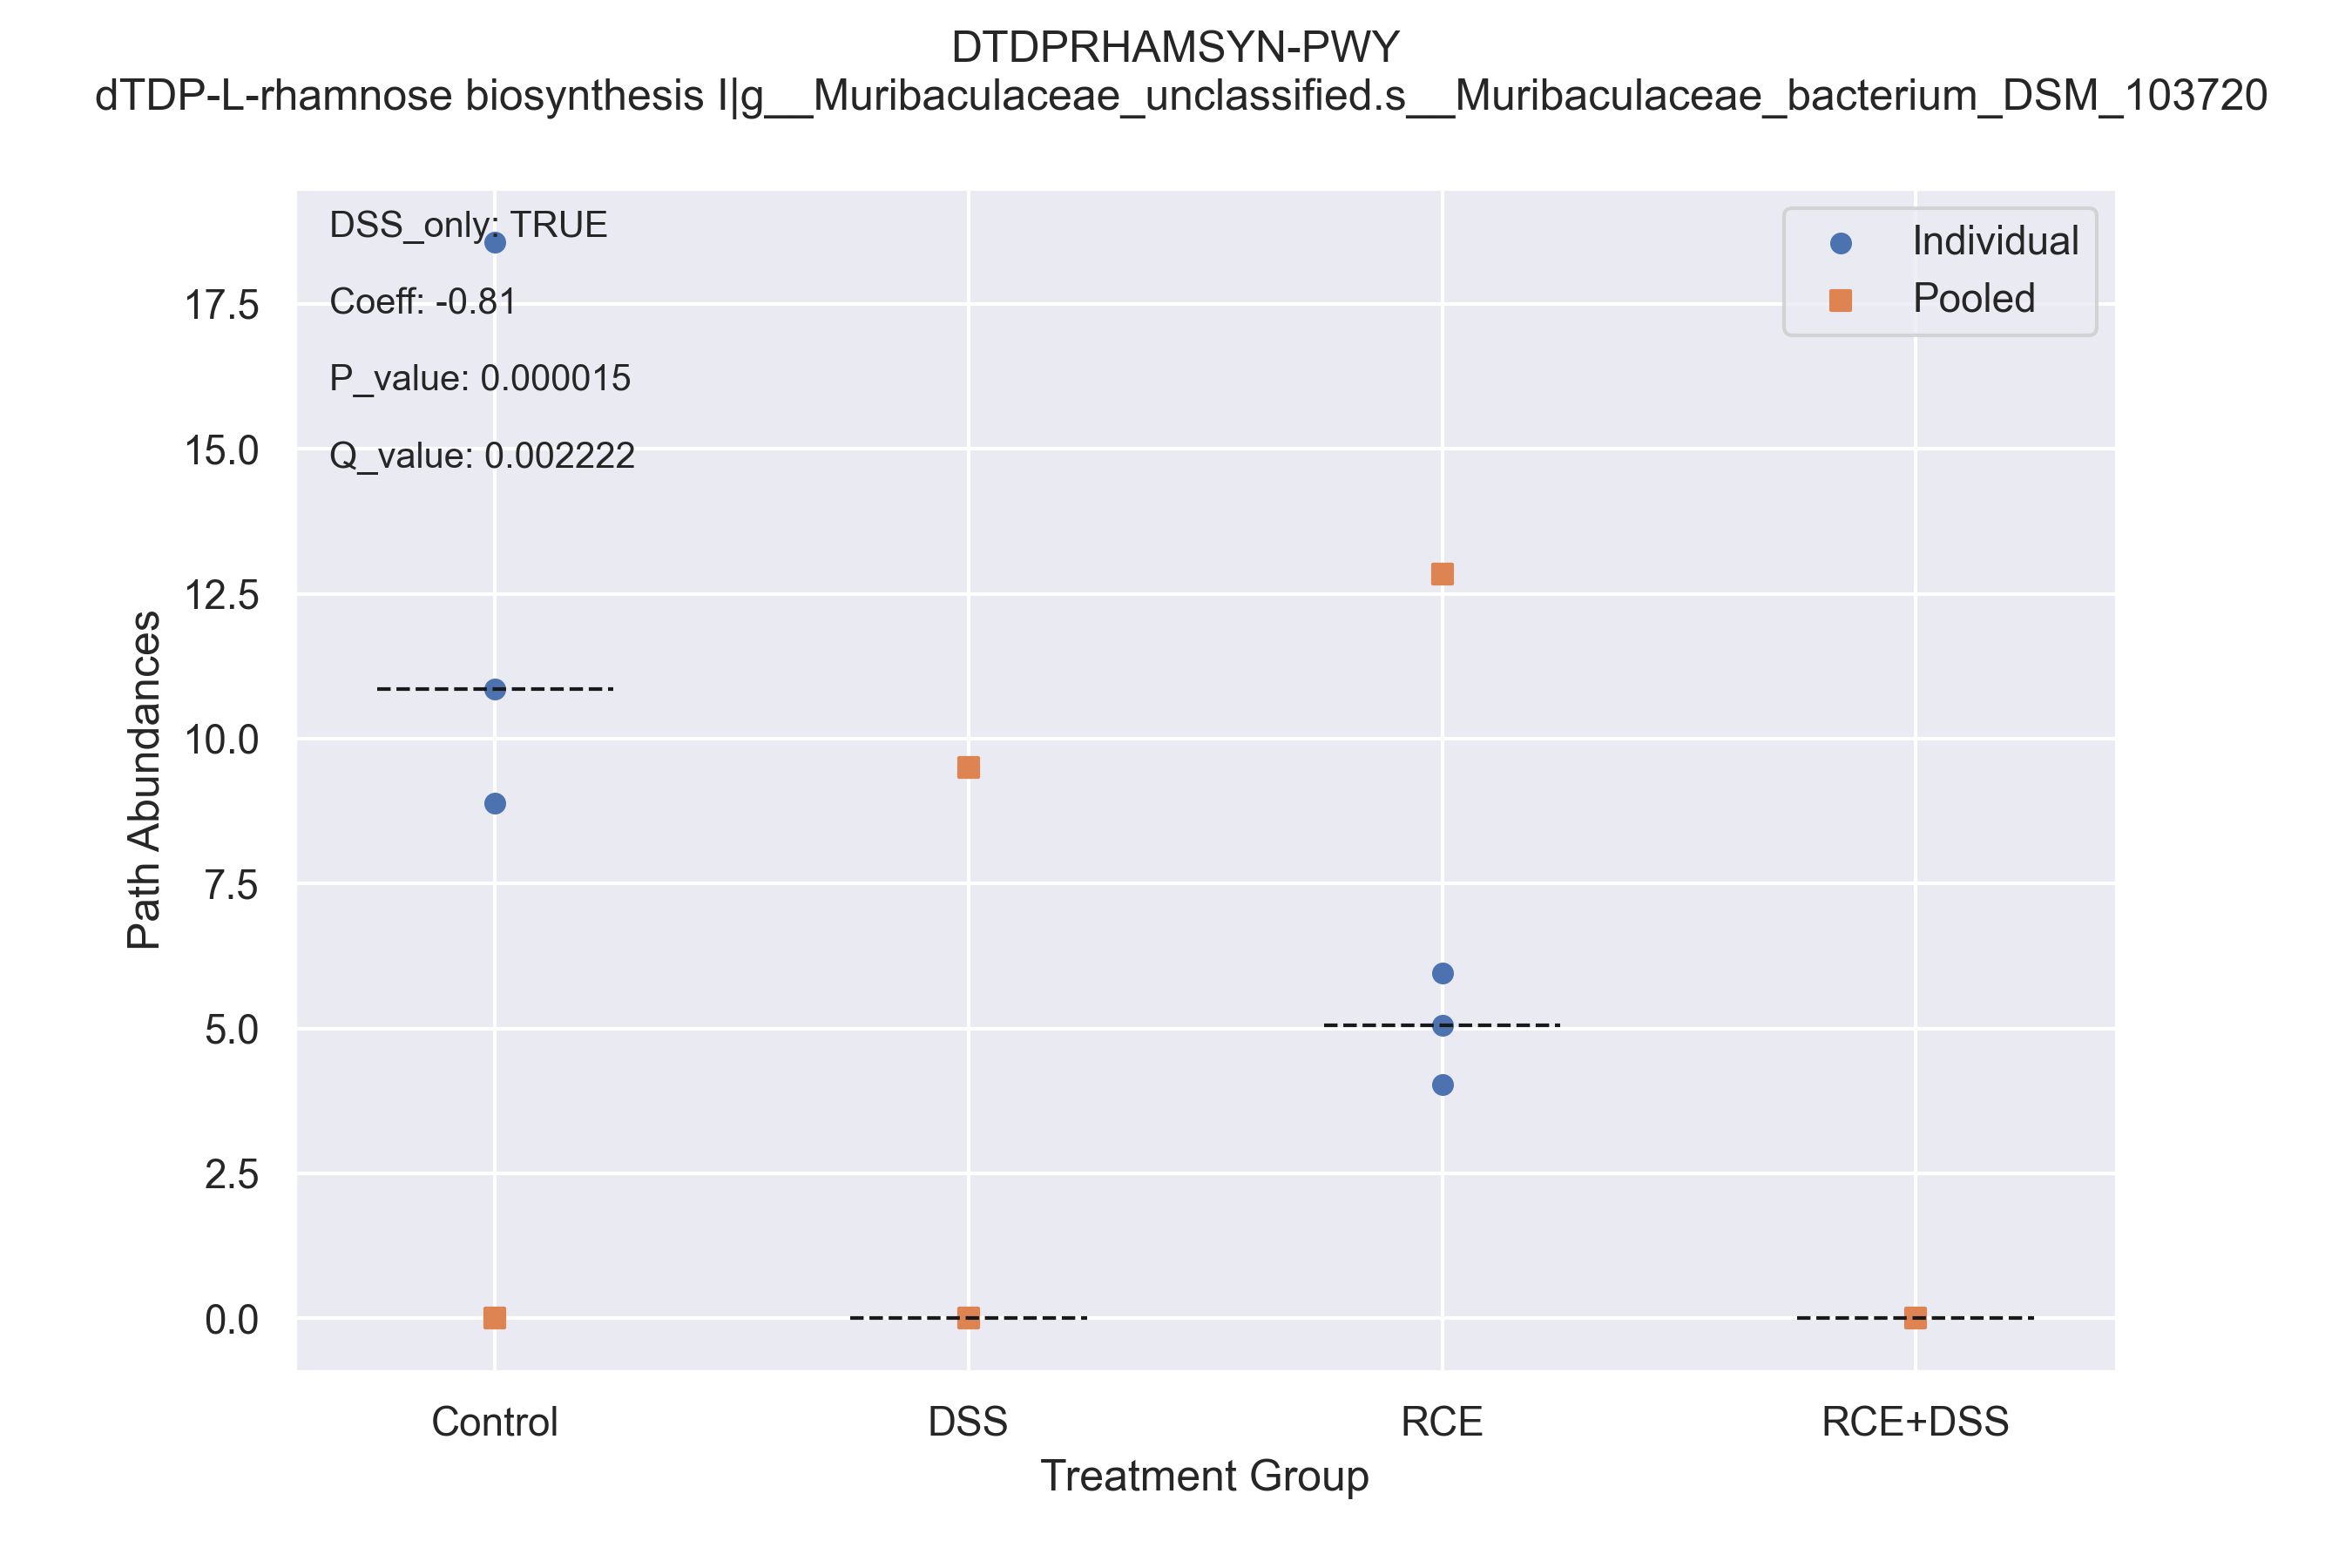 DTDPRHAMSYN-PWY
dTDP-L-rhamnose biosynthesis I|g__Muribaculaceae_unclassified.s__Muribaculaceae_bacterium_DSM_103720
DSS_only: TRUE
Coeff: -0.81
P_value: 0.000015
Q_value: 0.002222
Individual
Pooled
Path Abundances
17.5
15.0
12.5
10.0
7.5
5.0
2.5
0.0
Control
DSS
RCE
RCE+DSS
Treatment Group